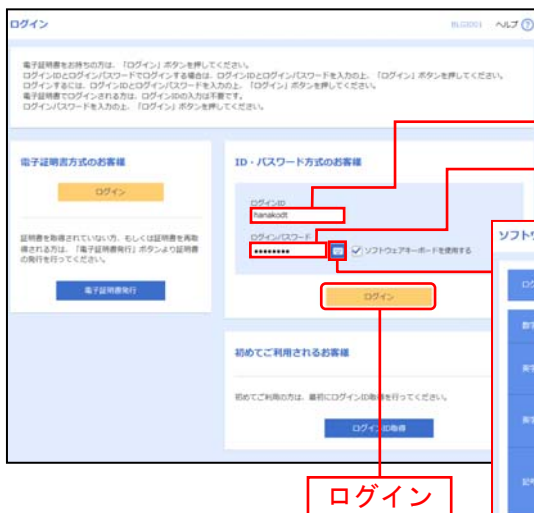 ログイン
BLGI001 ヘルプ ?
電子証明書をお持ちの方は、「ログイン」ボタンを押してください。
ログインIDとログインパスワードでログインする場合は、ログインIDとログインパスワードを入力の上、「ログイン」ボタンを押してください。
ログインするには、ログインIDとログインパスワードを入力の上、「ログイン」ボタンを押してください。
電子証明書でログインされる方は、ログインIDの入力は不要です。
ログインパスワードを入力の上、「ログイン」ボタンを押してください。
電子証明書方式のお客様
ログイン
証明書を取得されていない方、もしくは証明書を再取
得される方は、「電子証明書発行」ボタンより証明書
の発行を行ってください。
電子証明書発行
ID・パスワード方式のお客様
ログインID
hanakodt
ログインパスワード
••••••••
ソフトウェアキーボードを使用する
ログイン
初めてご利用されるお客様
初めてご利用の方は、最初にログインID取得を行ってください。
ログインID取得
ログイン
ソフトウ
ログ
数字
英字
英字
記号